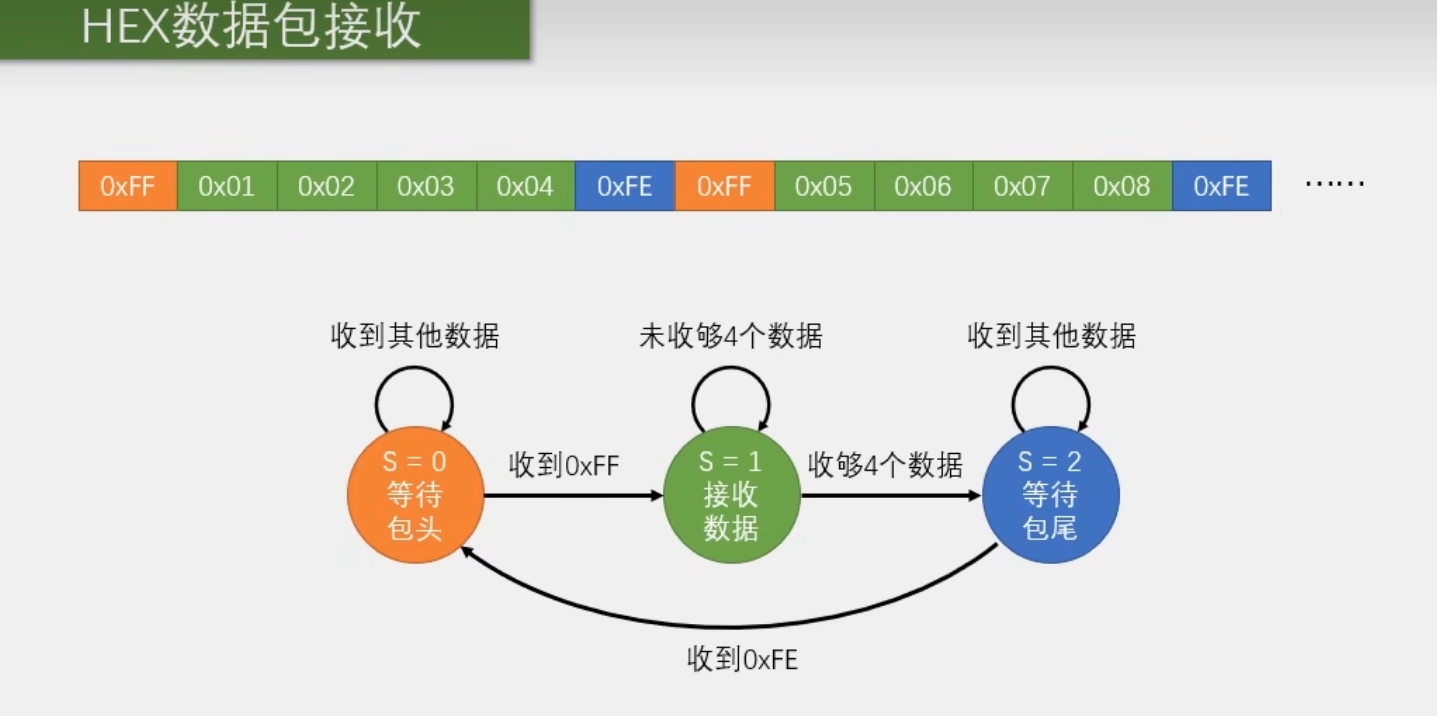 HEX数据包接收
0xFF 0x01 0x02 0x03 0x04 0xFE 0xFF 0x05 0x06 0x07 0x08 0xFE ……
收到其他数据 未收够4个数据 收到其他数据
S = 0
等待
包头
收到0xFF
S = 1
接收
数据
收够4个数据
S = 2
等待
包尾
收到0xFE